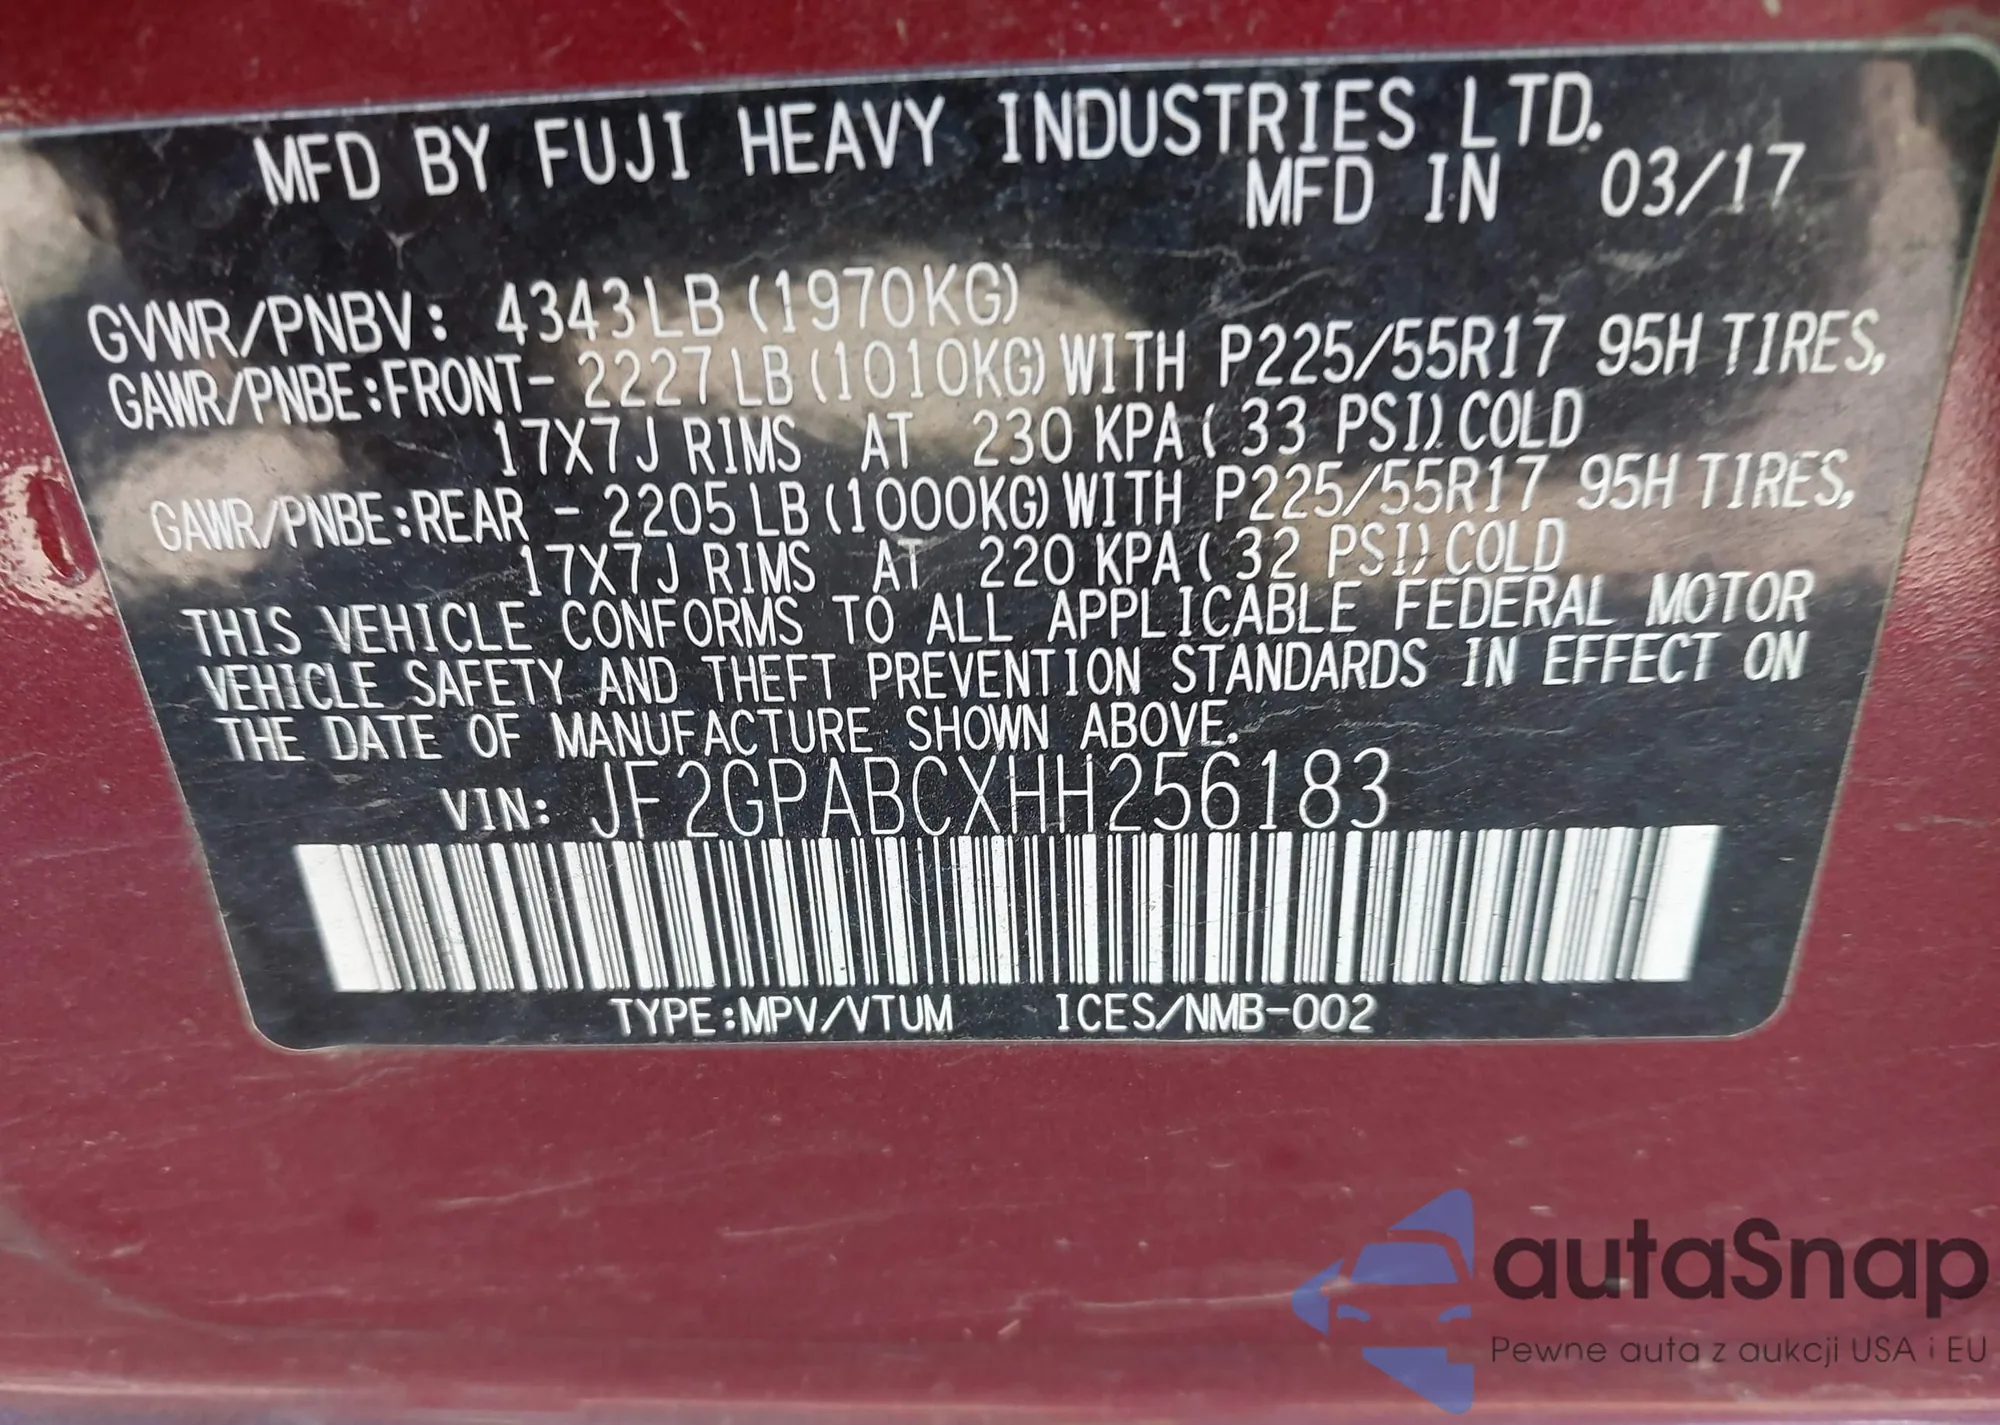 MFD BY FUJI HEAVY INDUSTRIES LTD.
MFD IN 03/17
GVWR/PNBV: 4343LB (1970KG)
GAWR/PNBE:FRONT- 2227LB (1010KG) WITH P225/55R17 95H TIRES,
17X7J RIMS AT 230 KPA ( 33 PSI) COLD
GAWR/PNBE:REAR - 2205LB (1000KG) WITH P225/55R17 95H TIRES,
17X7J RIMS AT 220 KPA ( 32 PSI) COLD
THIS VEHICLE CONFORMS TO ALL APPLICABLE FEDERAL MOTOR
VEHICLE SAFETY AND THEFT PREVENTION STANDARDS IN EFFECT ON
THE DATE OF MANUFACTURE SHOWN ABOVE.
VIN: JF2GPABCXHH256183
TYPE:MPV/VTUM ICES/NMB-002
autaSnap
Pewne auta z aukcji USA i EU